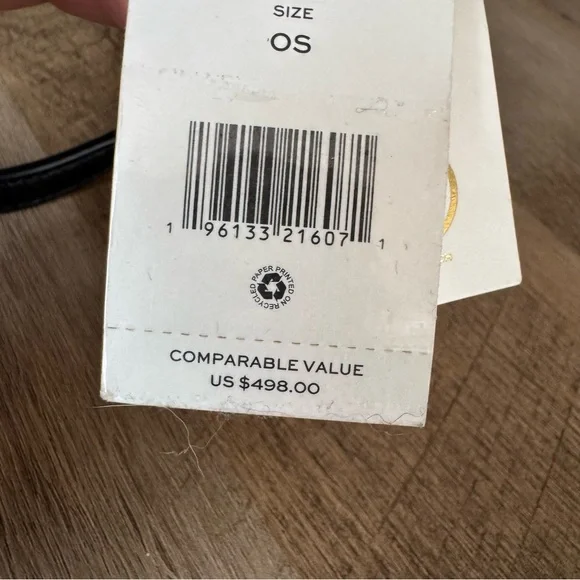 SIZE
OS
1 96133 21607 1
PRINTED ON RECYCLED PAPER
COMPARABLE VALUE
US $498.00